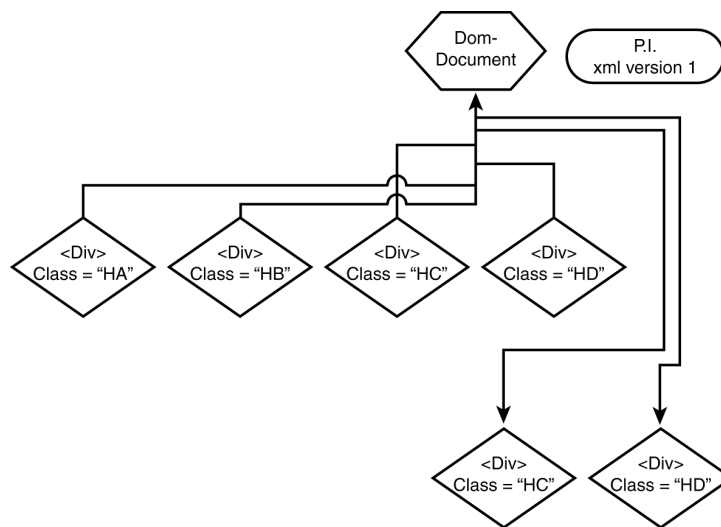 Dom-
Document
P.I.
xml version 1
<Div>
Class = “HA”
<Div>
Class = “HB”
<Div>
Class = “HC”
<Div>
Class = “HD”
<Div>
Class = “HC”
<Div>
Class = “HD”